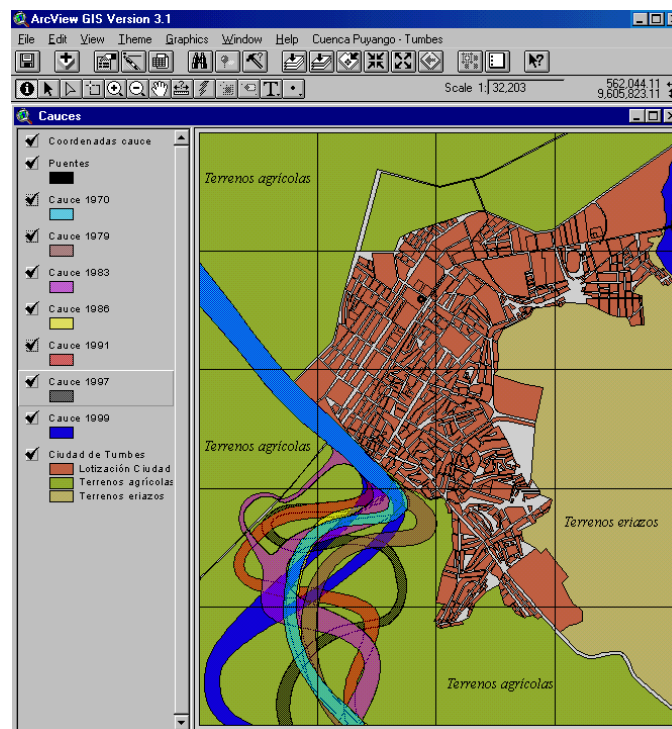 ArcView GIS Version 3.1
File Edit View Theme Graphics Window Help Cuenca Puyango - Tumbes
Scale 1: 32,203
562,044.11
9,605,823.11
Cauces
Coordenadas cauce
Puentes
Cauce 1970
Cauce 1979
Cauce 1983
Cauce 1986
Cauce 1991
Cauce 1997
Cauce 1999
Ciudad de Tumbes
Lotización Ciudad
Terrenos agrícolas
Terrenos eriazos
Terrenos agrícolas
Terrenos agrícolas
Terrenos eriazos
Terrenos agrícolas